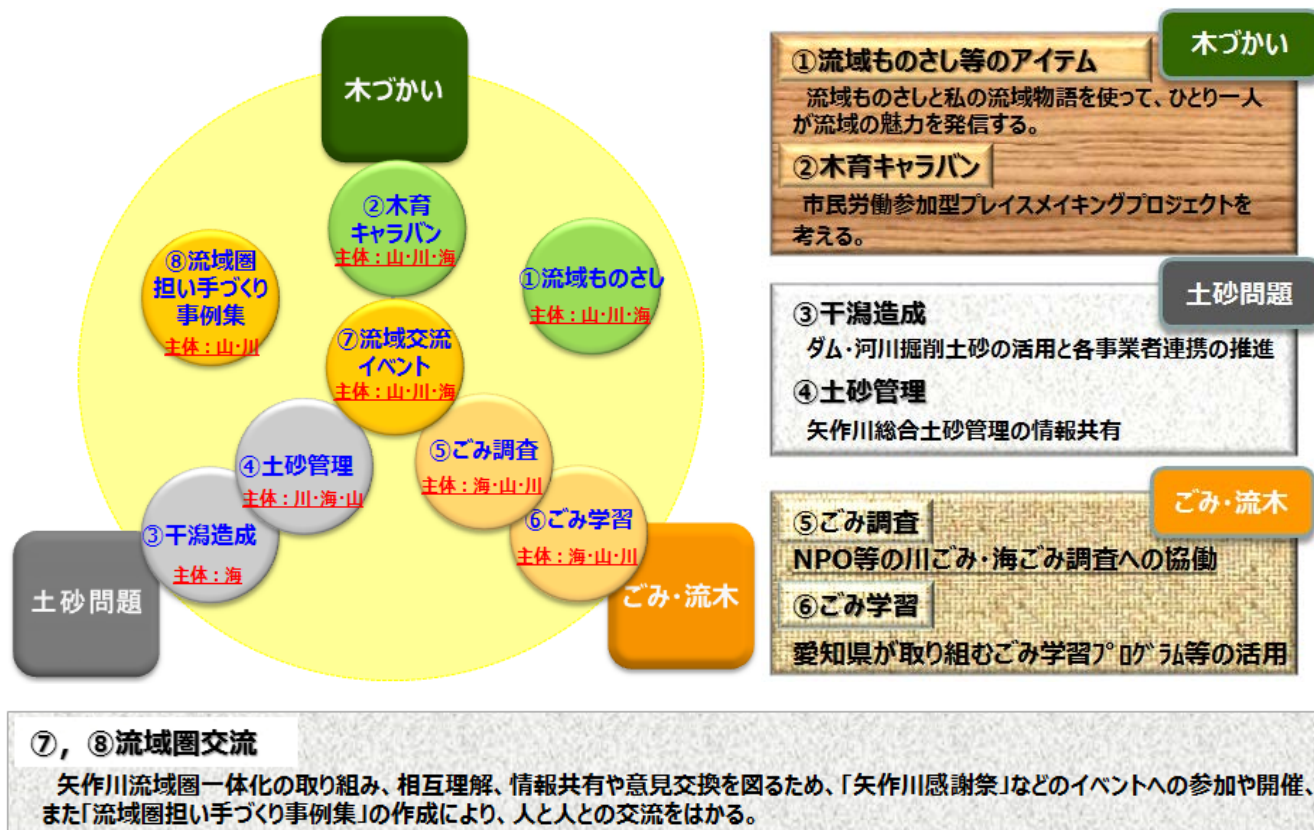 木づかい
②木育
キャラバン
主体：山・川・海
①流域ものさし
主体：山・川・海
⑧流域圏
担い手づくり
事例集
主体：山・川
⑦流域交流
イベント
主体：山・川・海
④土砂管理
主体：川・海・山
⑤ごみ調査
主体：海・山・川
③干潟造成
主体：海
⑥ごみ学習
主体：海・山・川
土砂問題
ごみ・流木
木づかい
①流域ものさし等のアイテム
流域ものさしと私の流域物語を使って、ひとり一人
が流域の魅力を発信する。
②木育キャラバン
市民労働参加型プレイスメイキングプロジェクトを
考える。
土砂問題
③干潟造成
ダム・河川掘削土砂の活用と各事業者連携の推進
④土砂管理
矢作川総合土砂管理の情報共有
ごみ・流木
⑤ごみ調査
NPO等の川ごみ・海ごみ調査への協働
⑥ごみ学習
愛知県が取り組むごみ学習ﾌﾟﾛｸﾞﾗﾑ等の活用
⑦，⑧流域圏交流
矢作川流域圏一体化の取り組み、相互理解、情報共有や意見交換を図るため、「矢作川感謝祭」などのイベントへの参加や開催、
また「流域圏担い手づくり事例集」の作成により、人と人との交流をはかる。